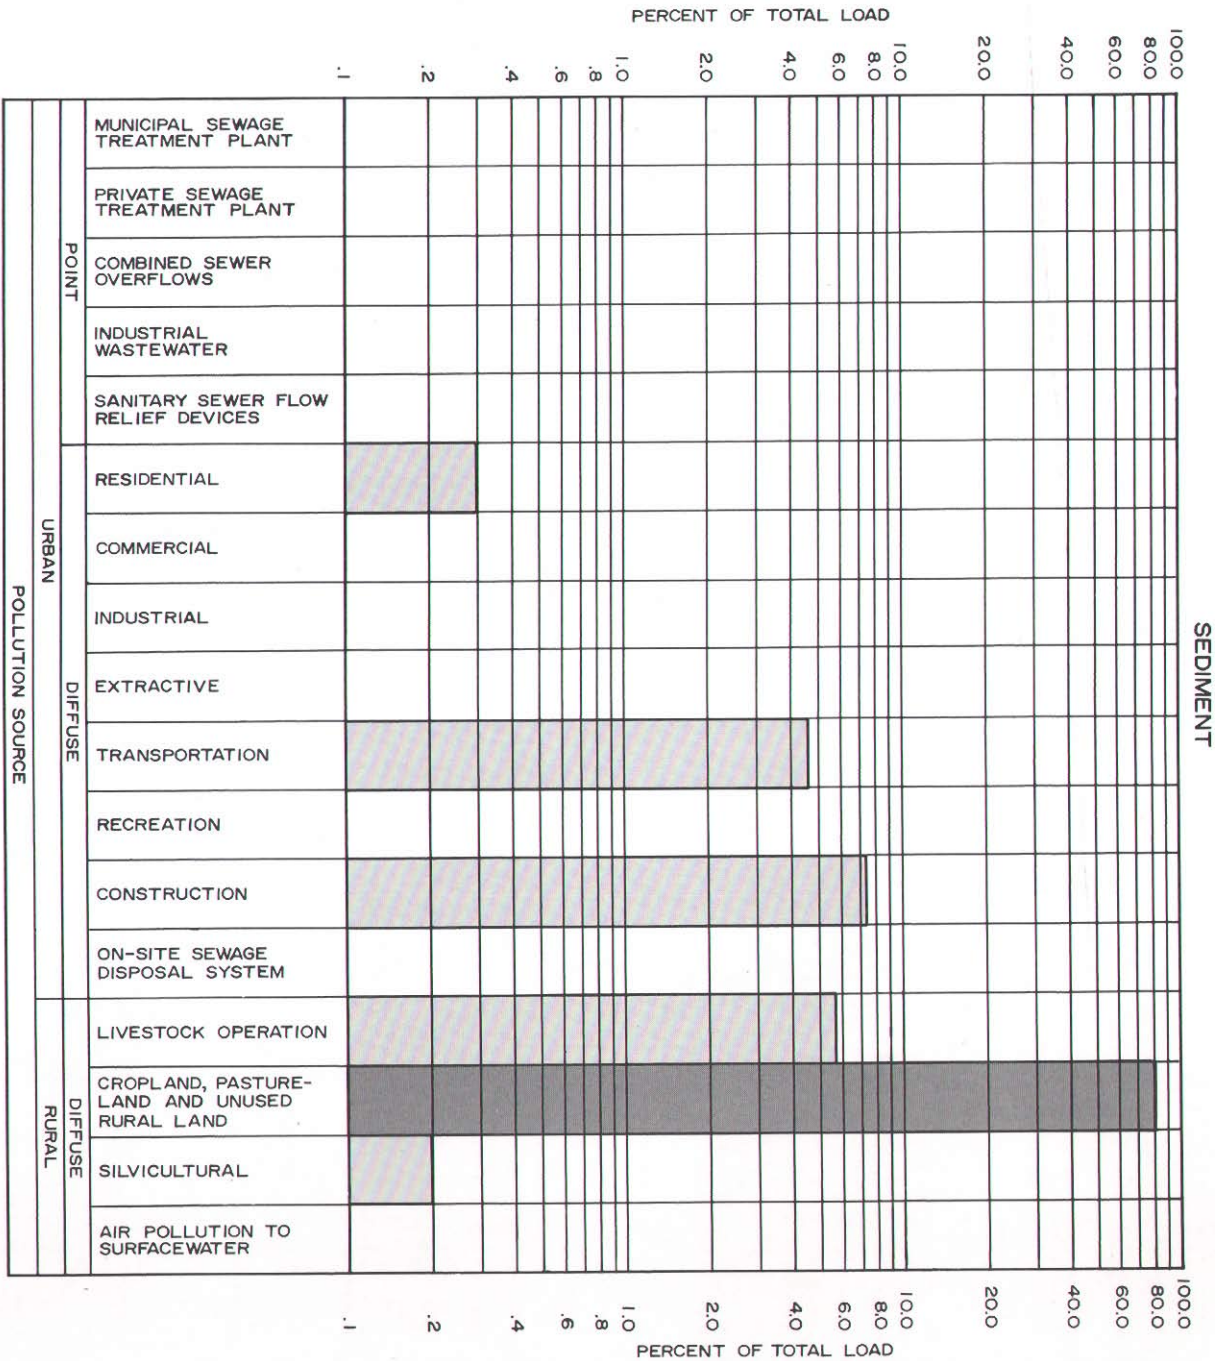 PERCENT OF TOTAL LOAD
.1
.2
.4
.6
.8
1.0
2.0
4.0
6.0
8.0
10.0
20.0
40.0
60.0
80.0
100.0
SEDIMENT
POLLUTION SOURCE
URBAN
POINT
MUNICIPAL SEWAGE
TREATMENT PLANT
PRIVATE SEWAGE
TREATMENT PLANT
COMBINED SEWER
OVERFLOWS
INDUSTRIAL
WASTEWATER
SANITARY SEWER FLOW
RELIEF DEVICES
DIFFUSE
RESIDENTIAL
COMMERCIAL
INDUSTRIAL
EXTRACTIVE
TRANSPORTATION
RECREATION
CONSTRUCTION
ON-SITE SEWAGE
DISPOSAL SYSTEM
RURAL
DIFFUSE
LIVESTOCK OPERATION
CROPLAND, PASTURE-
LAND AND UNUSED
RURAL LAND
SILVICULTURAL
AIR POLLUTION TO
SURFACEWATER
.1
.2
.4
.6
.8
1.0
2.0
4.0
6.0
8.0
10.0
20.0
40.0
60.0
80.0
100.0
PERCENT OF TOTAL LOAD